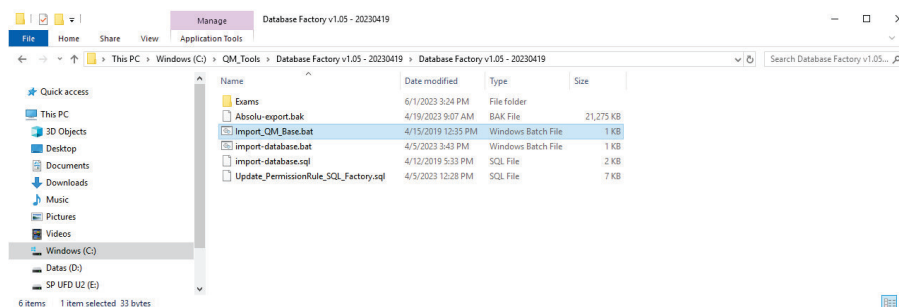 Manage Database Factory v1.05 - 20230419
File Home Share View Application Tools
This PC > Windows (C:) > QM_Tools > Database Factory v1.05 - 20230419 > Database Factory v1.05 - 20230419 Search Database Factory v1.05...
Name Date modified Type Size
Quick access
Exams 6/1/2023 3:24 PM File folder
This PC Absolu-export.bak 4/19/2023 9:07 AM BAK File 21,275 KB
3D Objects Import_QM_Base.bat 4/15/2019 12:35 PM Windows Batch File 1 KB
Desktop import-database.bat 4/5/2023 3:43 PM Windows Batch File 1 KB
Documents import-database.sql 4/12/2019 5:33 PM SQL File 2 KB
Downloads Update_PermissionRule_SQL_Factory.sql 4/5/2023 12:28 PM SQL File 7 KB
Music
Pictures
Videos
Windows (C:)
Datas (D:)
SP UFD U2 (E:)
6 items 1 item selected 33 bytes